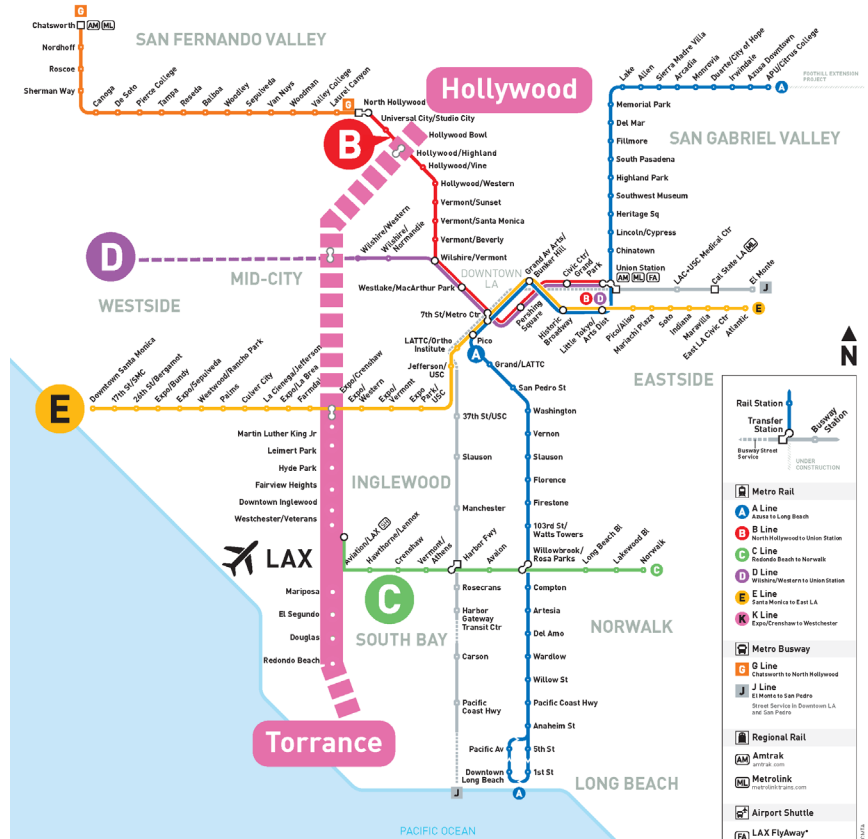 G
Chatsworth AM ML
SAN FERNANDO VALLEY
Nordhoff
Roscoe
Sherman Way
Canoga
De Soto
Pierce College
Tampa
Reseda
Balboa
Woodley
Sepulveda
Van Nuys
Woodman
Valley College
Laurel Canyon
G
North Hollywood
Universal City/Studio City
Hollywood
B
Hollywood Bowl
Hollywood/Highland
Hollywood/Vine
Hollywood/Western
Vermont/Sunset
Vermont/Santa Monica
Vermont/Beverly
Wilshire/Vermont
Lake
Allen
Sierra Madre Villa
Arcadia
Monrovia
Duarte/City of Hope
Irwindale
Azusa Downtown
APU/Citrus College
A
FOOTHILL EXTENSION
PROJECT
Memorial Park
Del Mar
Fillmore
South Pasadena
Highland Park
Southwest Museum
Heritage Sq
Lincoln/Cypress
Chinatown
Union Station
AM ML FA
SAN GABRIEL VALLEY
D
WESTSIDE
MID-CITY
Wilshire/Western
Wilshire/
Normandie
Westlake/MacArthur Park
DOWNTOWN
LA
Grand Av Arts/
Bunker Hill
Civic Ctr/
Grand
Park
B
D
LAC+USC Medical Ctr
Cal State LA ML
El Monte
J
7th St/Metro Ctr
Pershing
Square
Historic
Broadway
Little Tokyo/
Arts Dist
Pico/Aliso
Mariachi Plaza
Soto
Indiana
Maravilla
East LA Civic Ctr
Atlantic
E
EASTSIDE
N
LATTC/Ortho
Institute
Pico
A
Grand/LATTC
San Pedro St
Washington
Vernon
Slauson
Florence
Firestone
103rd St/
Watts Towers
Willowbrook/
Rosa Parks
E
Downtown Santa Monica
17th St/SMC
26th St/Bergamot
Expo/Bundy
Expo/Sepulveda
Westwood/Rancho Park
Palms
Culver City
La Cienega/Jefferson
Expo/La Brea
Expo/Crenshaw
Expo/
Western
Expo/
Vermont
Expo
Park/
USC
Jefferson/
USC
37th St/USC
Slauson
Manchester
Martin Luther King Jr
Leimert Park
Hyde Park
Fairview Heights
Downtown Inglewood
Westchester/Veterans
INGLEWOOD
LAX
Aviation/LAX
Hawthorne/Lennox
Crenshaw
Vermont/
Athens
Harbor Fwy
Avalon
Long Beach Bl
Lakewood Bl
Norwalk
C
C
SOUTH BAY
NORWALK
Mariposa
El Segundo
Douglas
Redondo Beach
Torrance
Rosecrans
Harbor
Gateway
Transit Ctr
Carson
Pacific
Coast Hwy
J
Compton
Artesia
Del Amo
Wardlow
Willow St
Pacific Coast Hwy
Anaheim St
Pacific Av
5th St
Downtown
Long Beach
1st St
A
LONG BEACH
PACIFIC OCEAN
Rail Station
Transfer
Station
Busway
Station
Busway Street
Service
UNDER
CONSTRUCTION
Metro Rail
A A Line
Azusa to Long Beach
B B Line
North Hollywood to Union Station
C C Line
Redondo Beach to Norwalk
D D Line
Wilshire/Western to Union Station
E E Line
Santa Monica to East LA
K K Line
Expo/Crenshaw to Westchester
Metro Busway
G G Line
Chatsworth to North Hollywood
J J Line
El Monte to San Pedro
Street Service in Downtown LA
and San Pedro
Regional Rail
AM Amtrak
amtrak.com
ML Metrolink
metrolinktrains.com
Airport Shuttle
FA LAX FlyAway*